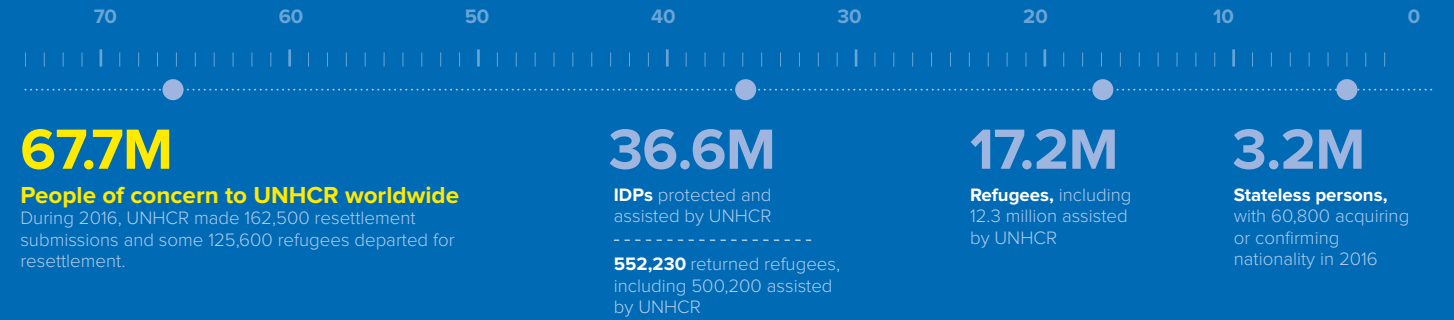 70 60 50 40 30 20 10 0
67.7M
People of concern to UNHCR worldwide
During 2016, UNHCR made 162,500 resettlement
submissions and some 125,600 refugees departed for
resettlement.
36.6M
IDPs protected and
assisted by UNHCR
552,230 returned refugees,
including 500,200 assisted
by UNHCR
17.2M
Refugees, including
12.3 million assisted
by UNHCR
3.2M
Stateless persons,
with 60,800 acquiring
or confirming
nationality in 2016